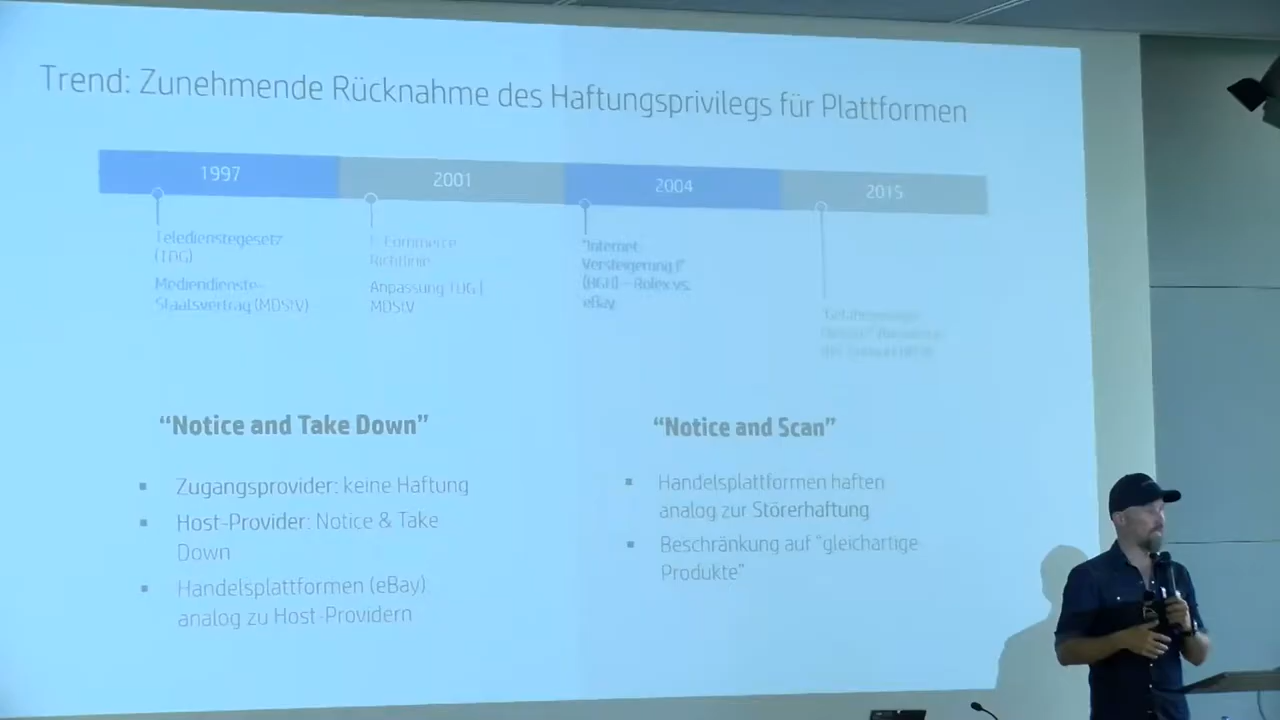 Trend: Zunehmende Rücknahme des Haftungsprivilegs für Plattformen
1997
2001
2004
2015
Teledienstegesetz
(TDG)
Mediendienste-
Staatsvertrag (MDStV)
E-Commerce
Richtlinie
Anpassung TDG |
MDStV
"Internet
Versteigerung I"
(BGH) – Rolex vs.
eBay
“Notice and Take Down”
▪ Zugangsprovider: keine Haftung
▪ Host-Provider: Notice & Take
Down
▪ Handelsplattformen (eBay)
analog zu Host-Providern
“Notice and Scan”
▪ Handelsplattformen haften
analog zur Störerhaftung
▪ Beschränkung auf “gleichartige
Produkte”